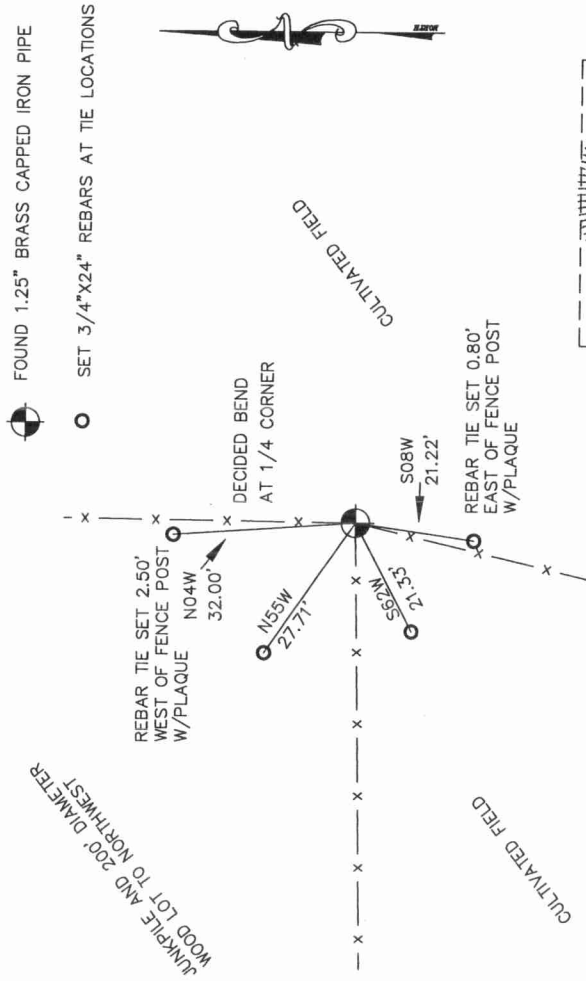 FOUND 1.25" BRASS CAPPED IRON PIPE
SET 3/4"X24" REBARS AT TIE LOCATIONS
NORTH
JUNKPILE AND 200' DIAMETER
WOOD LOT TO NORTHWEST
REBAR TIE SET 2.50'
WEST OF FENCE POST
W/PLAQUE
N04W
32.00'
DECIDED BEND
AT 1/4 CORNER
CULTIVATED FIELD
N55W
27.71'
S62W
21.33'
S08W
21.22'
REBAR TIE SET 0.80'
EAST OF FENCE POST
W/PLAQUE
CULTIVATED FIELD